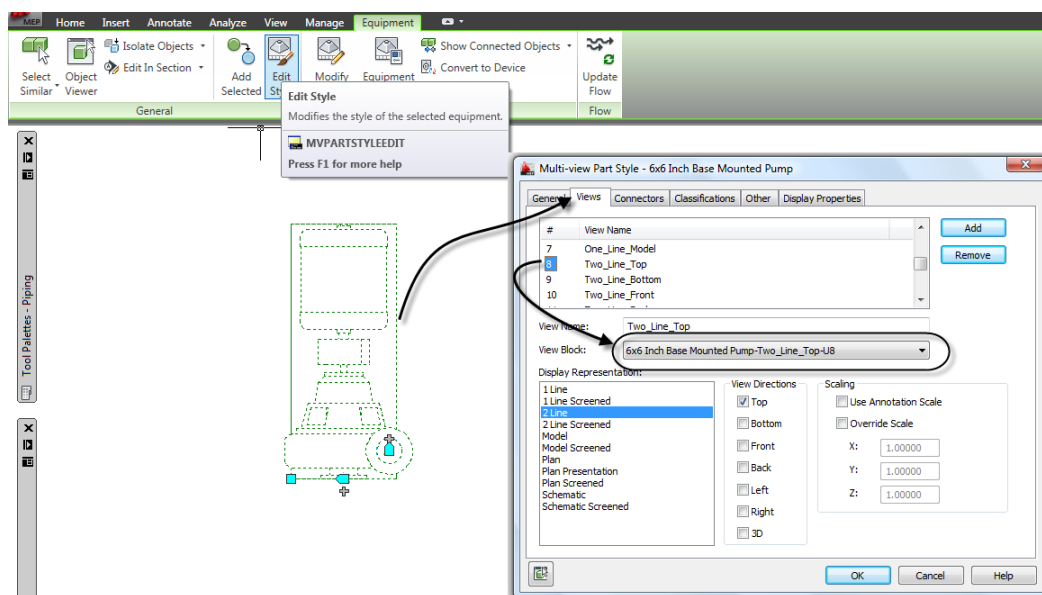 MEP Home Insert Annotate Analyze View Manage Equipment
Isolate Objects
Edit In Section
Show Connected Objects
Convert to Device
Select Similar
Object Viewer
Add Selected
Edit
Modify
Equipment
Update Flow
General
Flow
Edit Style
Modifies the style of the selected equipment.
MVPARTSTYLEEDIT
Press F1 for more help
Tool Palettes - Piping
Multi-view Part Style - 6x6 Inch Base Mounted Pump
General Views Connectors Classifications Other Display Properties
# View Name
7 One_Line_Model
8 Two_Line_Top
9 Two_Line_Bottom
10 Two_Line_Front
Add
Remove
View Name: Two_Line_Top
View Block: 6x6 Inch Base Mounted Pump-Two_Line_Top-U8
Display Representation:
1 Line
1 Line Screened
2 Line
2 Line Screened
Model
Model Screened
Plan
Plan Presentation
Plan Screened
Schematic
Schematic Screened
View Directions
Top
Bottom
Front
Back
Left
Right
3D
Scaling
Use Annotation Scale
Override Scale
X: 1.00000
Y: 1.00000
Z: 1.00000
OK Cancel Help